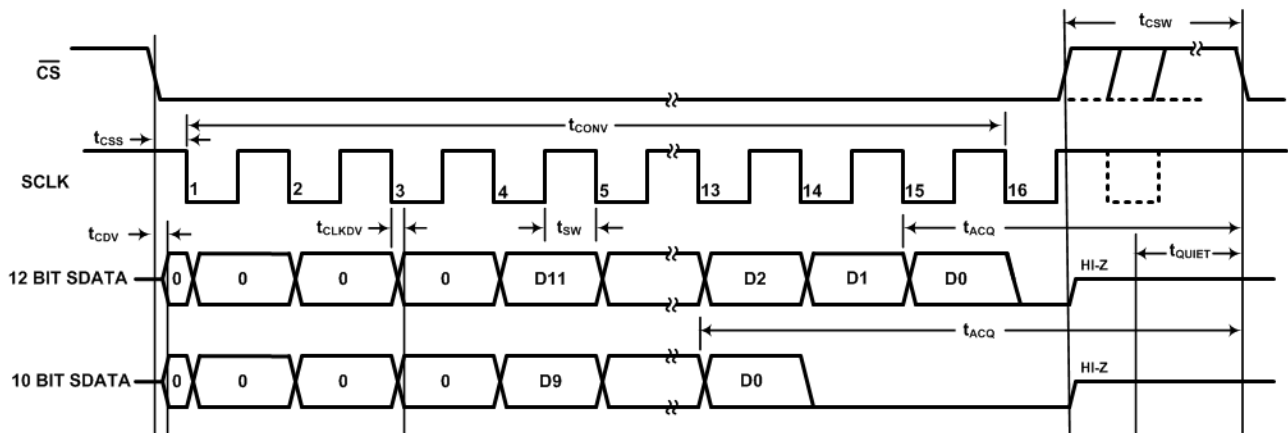 tCSW
CS
tCONV
tCSS
SCLK
1 2 3 4 5 13 14 15 16
tCDV tCLKDV tSW tACQ
tQUIET
12 BIT SDATA 0 0 0 0 D11 D2 D1 D0 HI-Z
tACQ
10 BIT SDATA 0 0 0 0 D9 D0 HI-Z